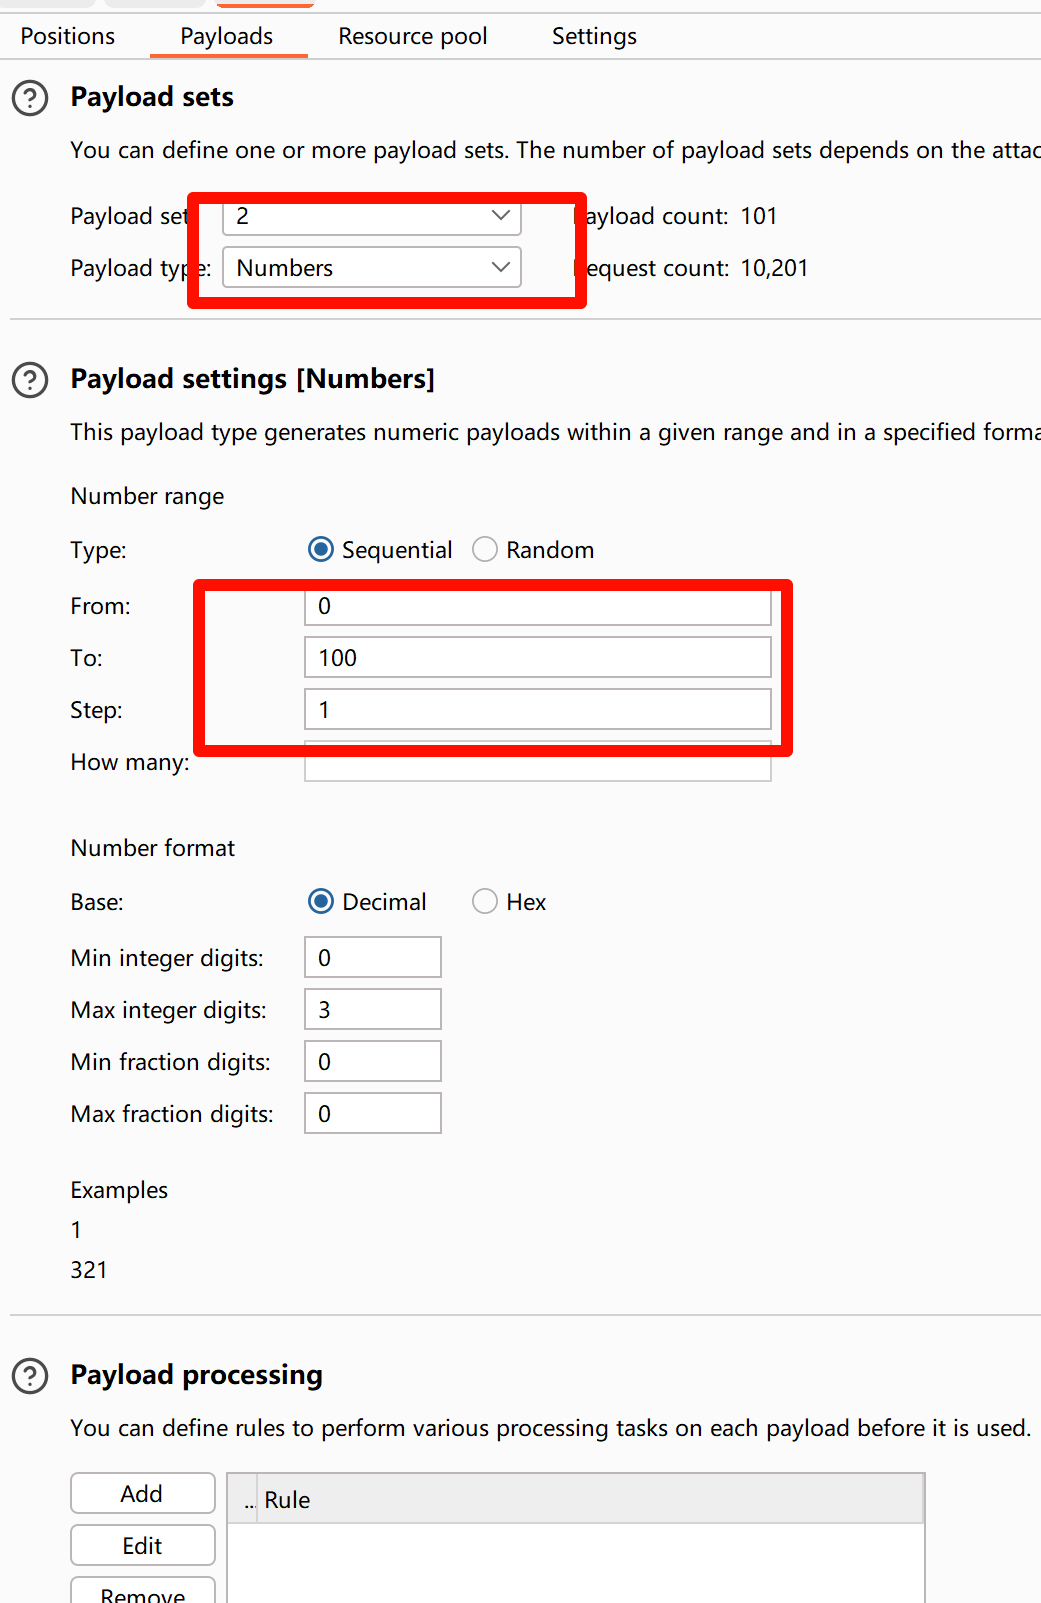 Positions Payloads Resource pool Settings
Payload sets
You can define one or more payload sets. The number of payload sets depends on the attac
Payload set 2 Payload count: 101
Payload type: Numbers Request count: 10,201
Payload settings [Numbers]
This payload type generates numeric payloads within a given range and in a specified forma
Number range
Type: Sequential Random
From: 0
To: 100
Step: 1
How many:
Number format
Base: Decimal Hex
Min integer digits: 0
Max integer digits: 3
Min fraction digits: 0
Max fraction digits: 0
Examples
1
321
Payload processing
You can define rules to perform various processing tasks on each payload before it is used.
Add ... Rule
Edit
Remove